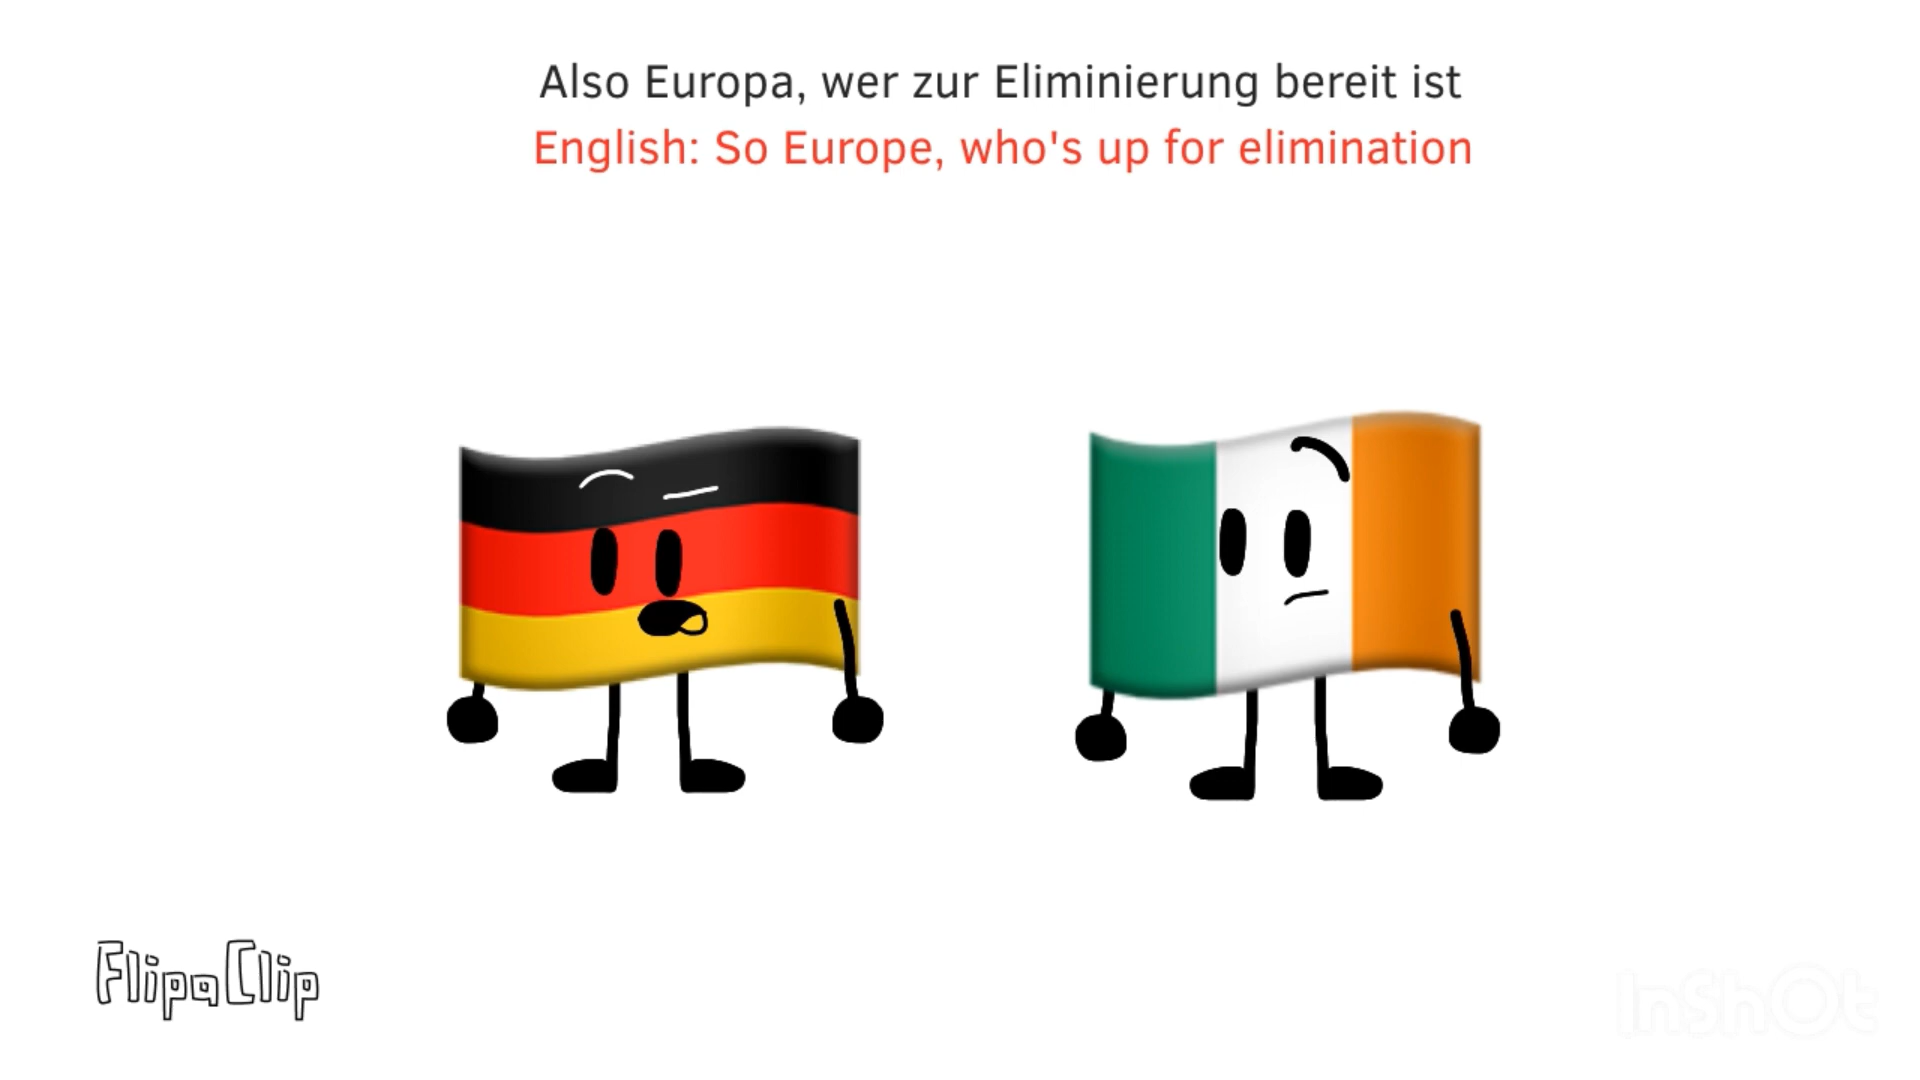 Also Europa, wer zur Eliminierung bereit ist
English: So Europe, who's up for elimination
FlipaClip
InShOt